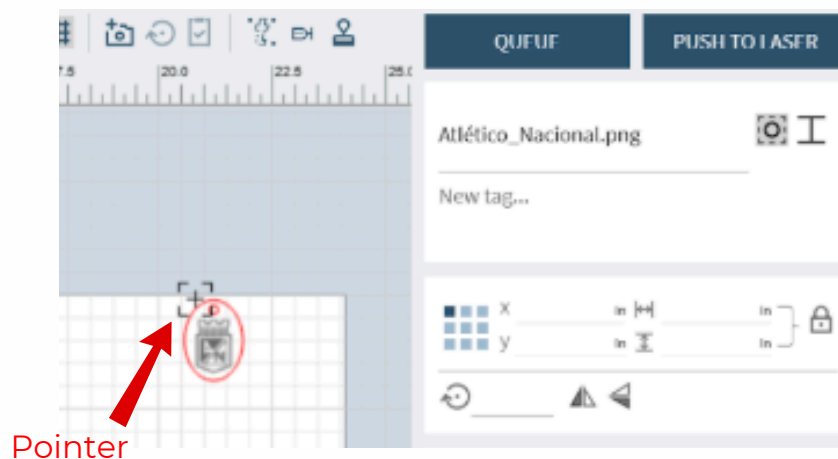 7.5 20.0 22.5 25.0
QUEUE PUSH TO LASER
Atlético_Nacional.png
New tag...
x in in
y in in
Pointer